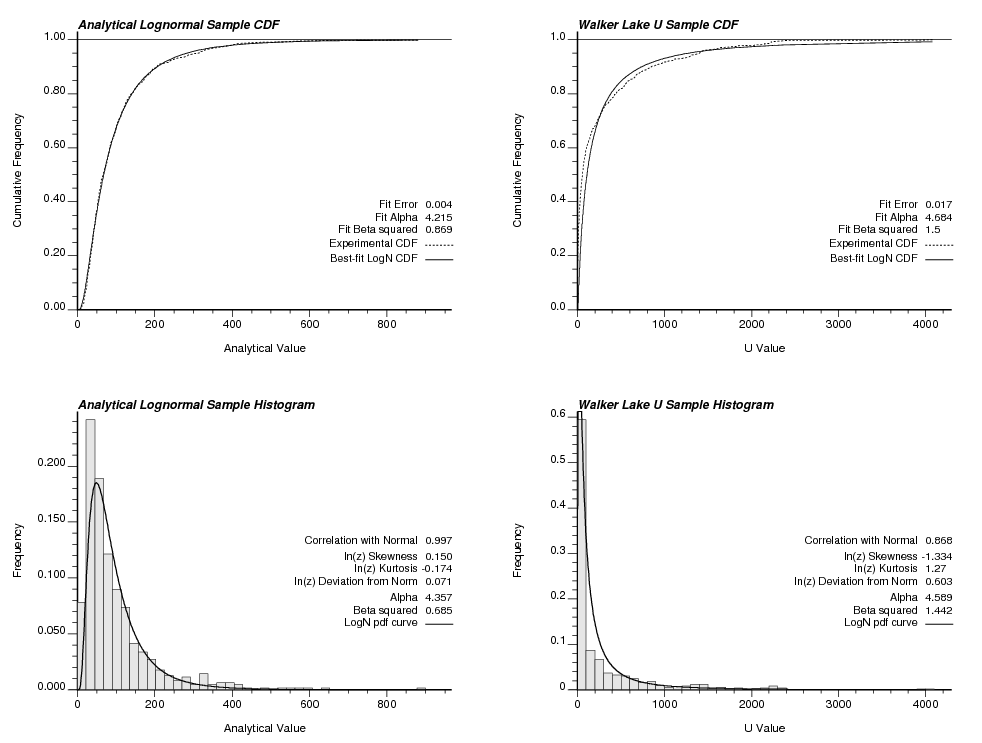 Analytical Lognormal Sample CDF
Cumulative Frequency
1.00
0.80
0.60
0.40
0.20
0.00
Fit Error 0.004
Fit Alpha 4.215
Fit Beta squared 0.869
Experimental CDF
Best-fit LogN CDF
0 200 400 600 800
Analytical Value
Walker Lake U Sample CDF
Cumulative Frequency
1.0
0.8
0.6
0.4
0.2
0.0
Fit Error 0.017
Fit Alpha 4.684
Fit Beta squared 1.5
Experimental CDF
Best-fit LogN CDF
0 1000 2000 3000 4000
U Value
Analytical Lognormal Sample Histogram
Frequency
0.200
0.150
0.100
0.050
0.000
Correlation with Normal 0.997
ln(z) Skewness 0.150
ln(z) Kurtosis -0.174
ln(z) Deviation from Norm 0.071
Alpha 4.357
Beta squared 0.685
LogN pdf curve
0 200 400 600 800
Analytical Value
Walker Lake U Sample Histogram
Frequency
0.6
0.5
0.4
0.3
0.2
0.1
0
Correlation with Normal 0.868
ln(z) Skewness -1.334
ln(z) Kurtosis 1.27
ln(z) Deviation from Norm 0.603
Alpha 4.589
Beta squared 1.442
LogN pdf curve
0 1000 2000 3000 4000
U Value